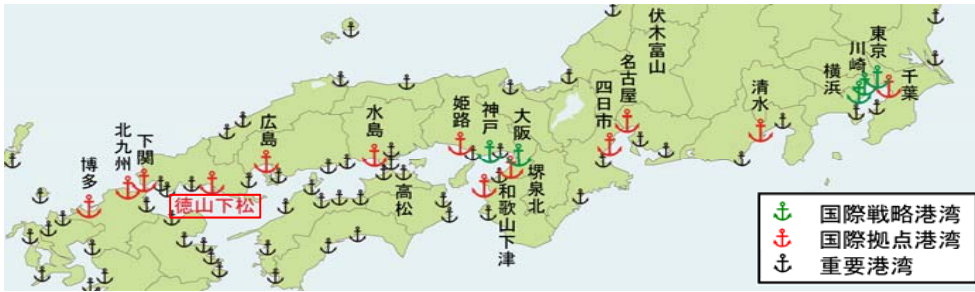 博多
北九州
下関
徳山下松
広島
水島
高松
姫路
神戸
大阪
堺泉北
和歌山下津
四日市
名古屋
伏木富山
清水
横浜
川崎
東京
千葉
国際戦略港湾
国際拠点港湾
重要港湾